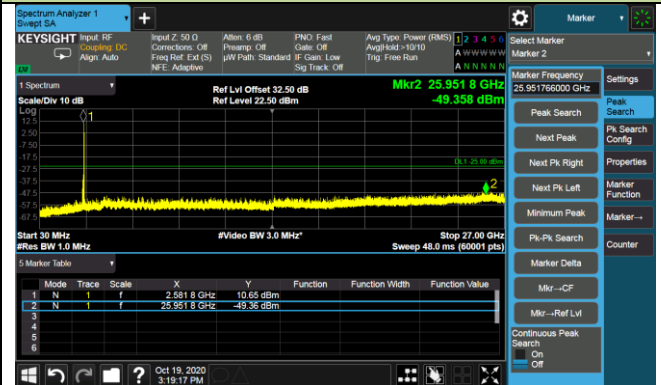 Spectrum Analyzer 1
Swept SA
Marker
KEYSIGHT
Input: RF
Coupling: DC
Align: Auto
Input Z: 50 Ω
Corrections: Off
Freq Ref: Ext (S)
NFE: Adaptive
Atten: 6 dB
Preamp: Off
µW Path: Standard
PNO: Fast
Gate: Off
IF Gain: Low
Sig Track: Off
Avg Type: Power (RMS)
Avg|Hold:>10/10
Trig: Free Run
1 2 3 4 5 6
A W W W W W
A N N N N N
Select Marker
Marker 2
Marker Frequency
25.951766000 GHz
Settings
Peak Search
Next Peak
Next Pk Right
Next Pk Left
Minimum Peak
Pk-Pk Search
Marker Delta
Mkr→CF
Mkr→Ref Lvl
Continuous Peak
Search
On
Off
Peak
Search
Pk Search
Config
Properties
Marker
Function
Marker→
Counter
1 Spectrum
Scale/Div 10 dB
Log
Ref Lvl Offset 32.50 dB
Ref Level 22.50 dBm
Mkr2 25.951 8 GHz
-49.358 dBm
12.5
2.50
-7.50
-17.5
-27.5
-37.5
-47.5
-57.5
-67.5
1
DL1 -25.00 dBm
2
Start 30 MHz
#Res BW 1.0 MHz
#Video BW 3.0 MHz*
Stop 27.00 GHz
Sweep 48.0 ms (60001 pts)
5 Marker Table
Mode Trace Scale X Y Function Function Width Function Value
1 N 1 f 2.581 8 GHz 10.65 dBm
2 N 1 f 25.951 8 GHz -49.36 dBm
3
4
5
6
Oct 19, 2020
3:19:17 PM